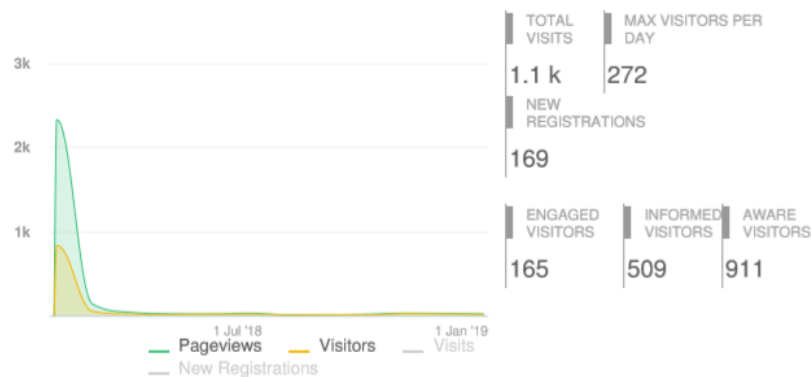 3k
2k
1k
1 Jul '18
1 Jan '19
Pageviews
Visitors
Visits
New Registrations
TOTAL
VISITS
1.1 k
MAX VISITORS PER
DAY
272
NEW
REGISTRATIONS
169
ENGAGED
VISITORS
165
INFORMED
VISITORS
509
AWARE
VISITORS
911